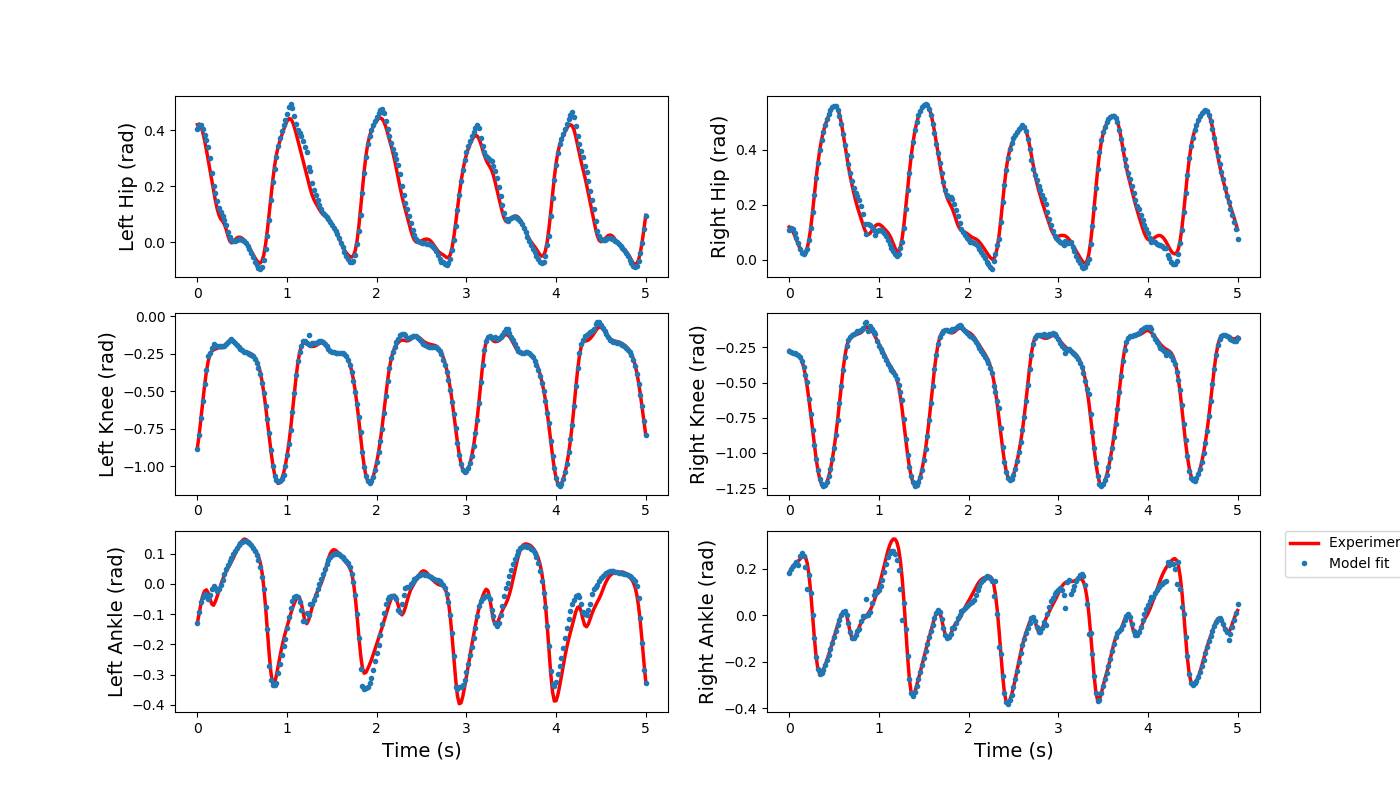 Left Hip (rad)
0.4
0.2
0.0
0 1 2 3 4 5
Right Hip (rad)
0.4
0.2
0.0
0 1 2 3 4 5
Left Knee (rad)
0.00
−0.25
−0.50
−0.75
−1.00
0 1 2 3 4 5
Right Knee (rad)
−0.25
−0.50
−0.75
−1.00
−1.25
0 1 2 3 4 5
Left Ankle (rad)
0.1
0.0
−0.1
−0.2
−0.3
−0.4
0 1 2 3 4 5
Time (s)
Right Ankle (rad)
0.2
0.0
−0.2
−0.4
0 1 2 3 4 5
Time (s)
Experimer
Model fit